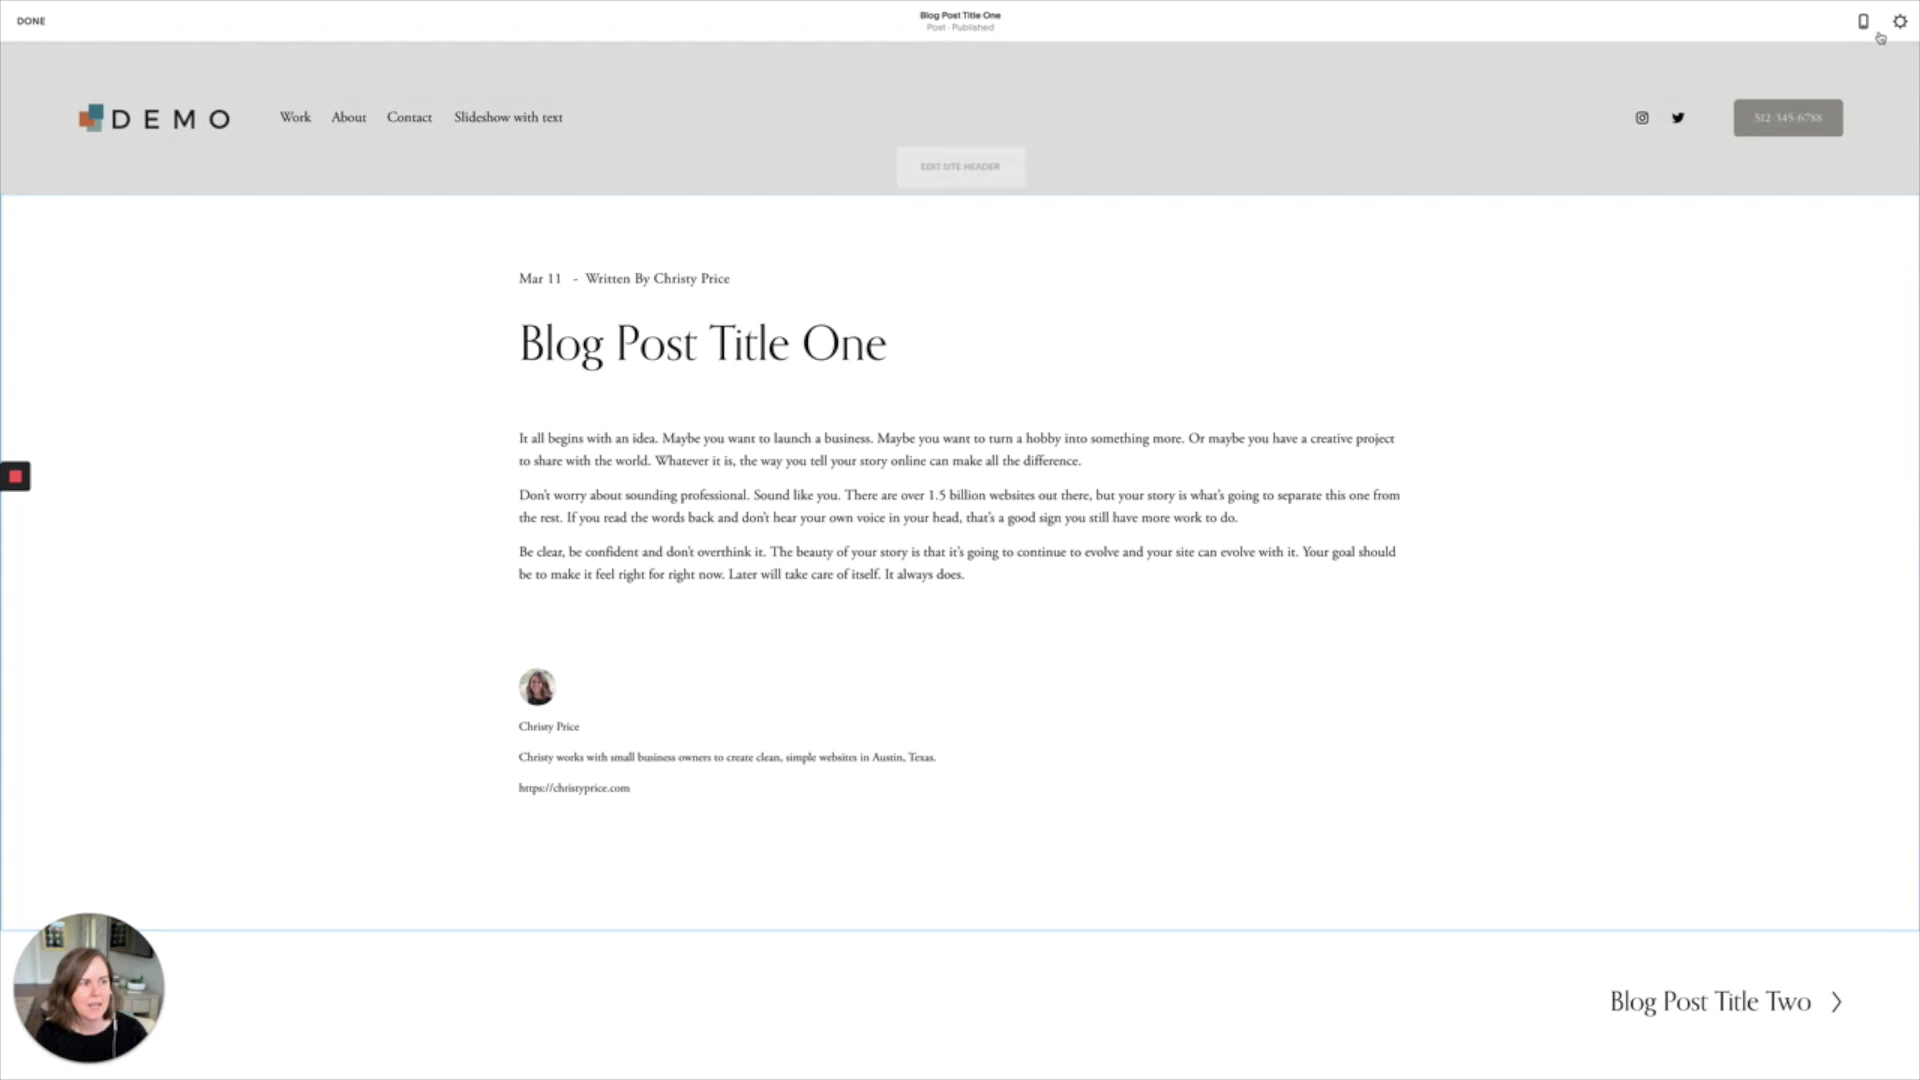 DONE
Blog Post Title One
Post · Published
DEMO
Work About Contact Slideshow with text
512-345-6788
EDIT SITE HEADER
Mar 11 - Written By Christy Price
Blog Post Title One
It all begins with an idea. Maybe you want to launch a business. Maybe you want to turn a hobby into something more. Or maybe you have a creative project
to share with the world. Whatever it is, the way you tell your story online can make all the difference.
Don’t worry about sounding professional. Sound like you. There are over 1.5 billion websites out there, but your story is what’s going to separate this one from
the rest. If you read the words back and don’t hear your own voice in your head, that’s a good sign you still have more work to do.
Be clear, be confident and don’t overthink it. The beauty of your story is that it’s going to continue to evolve and your site can evolve with it. Your goal should
be to make it feel right for right now. Later will take care of itself. It always does.
Christy Price
Christy works with small business owners to create clean, simple websites in Austin, Texas.
https://christyprice.com
Blog Post Title Two